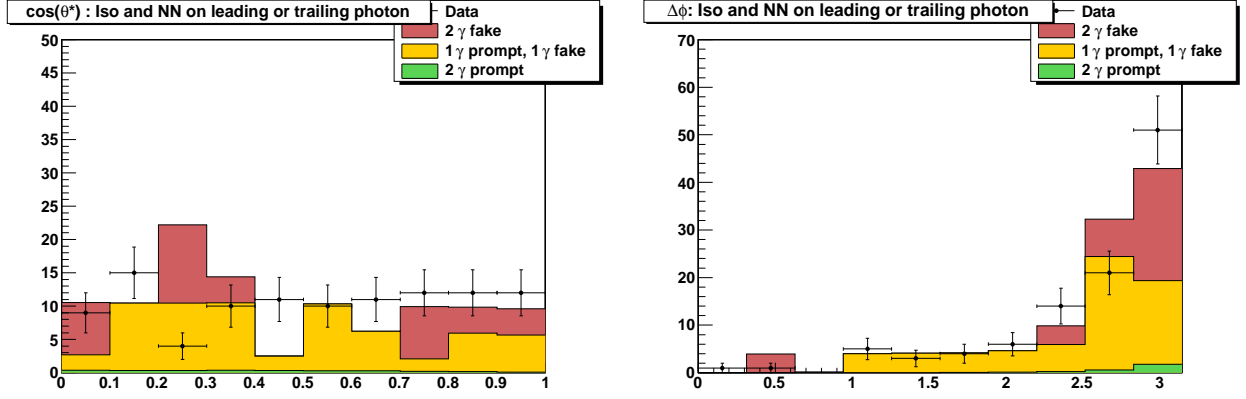 cos(θ*) : Iso and NN on leading or trailing photon
Data
2 γ fake
1 γ prompt, 1 γ fake
2 γ prompt
50
45
40
35
30
25
20
15
10
5
0
0 0.1 0.2 0.3 0.4 0.5 0.6 0.7 0.8 0.9 1
Δϕ: Iso and NN on leading or trailing photon
Data
2 γ fake
1 γ prompt, 1 γ fake
2 γ prompt
70
60
50
40
30
20
10
0
0 0.5 1 1.5 2 2.5 3